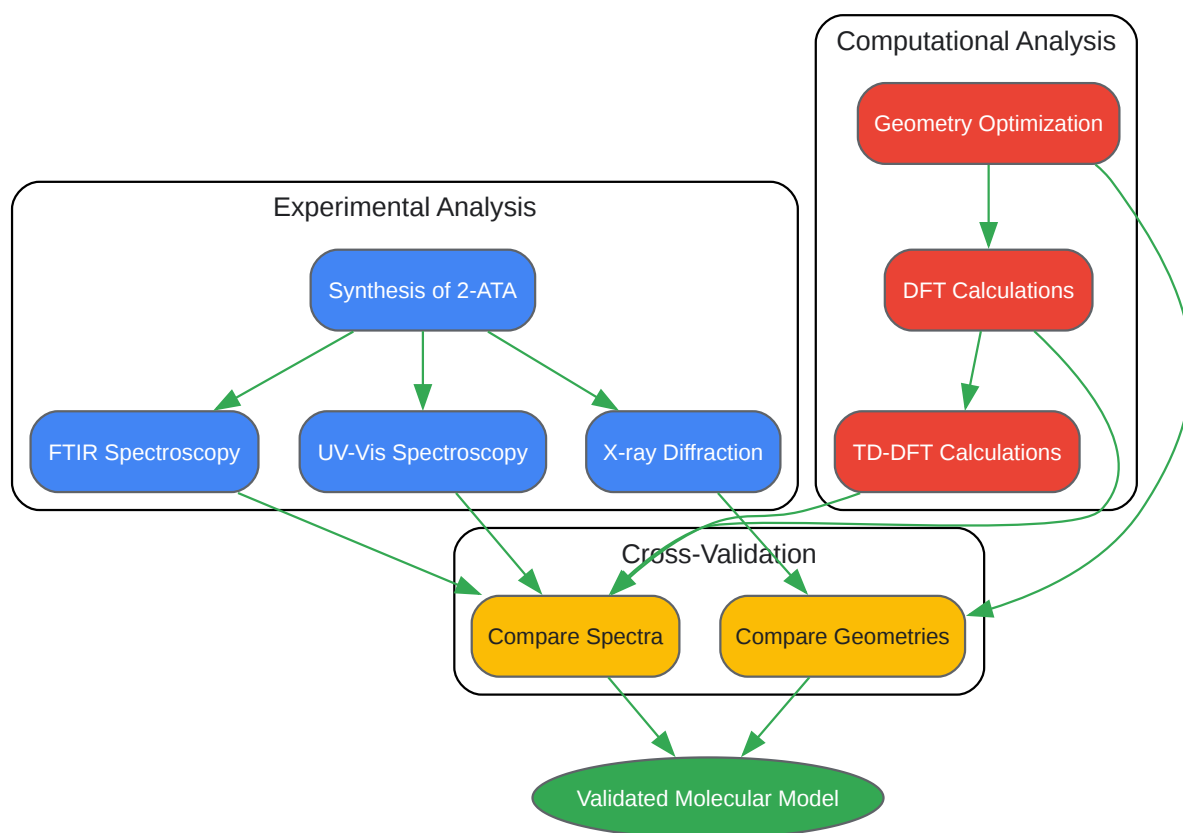 Computational Analysis
Geometry Optimization
Experimental Analysis
Synthesis of 2-ATA
DFT Calculations
FTIR Spectroscopy
UV-Vis Spectroscopy
X-ray Diffraction
TD-DFT Calculations
Cross-Validation
Compare Spectra
Compare Geometries
Validated Molecular Model